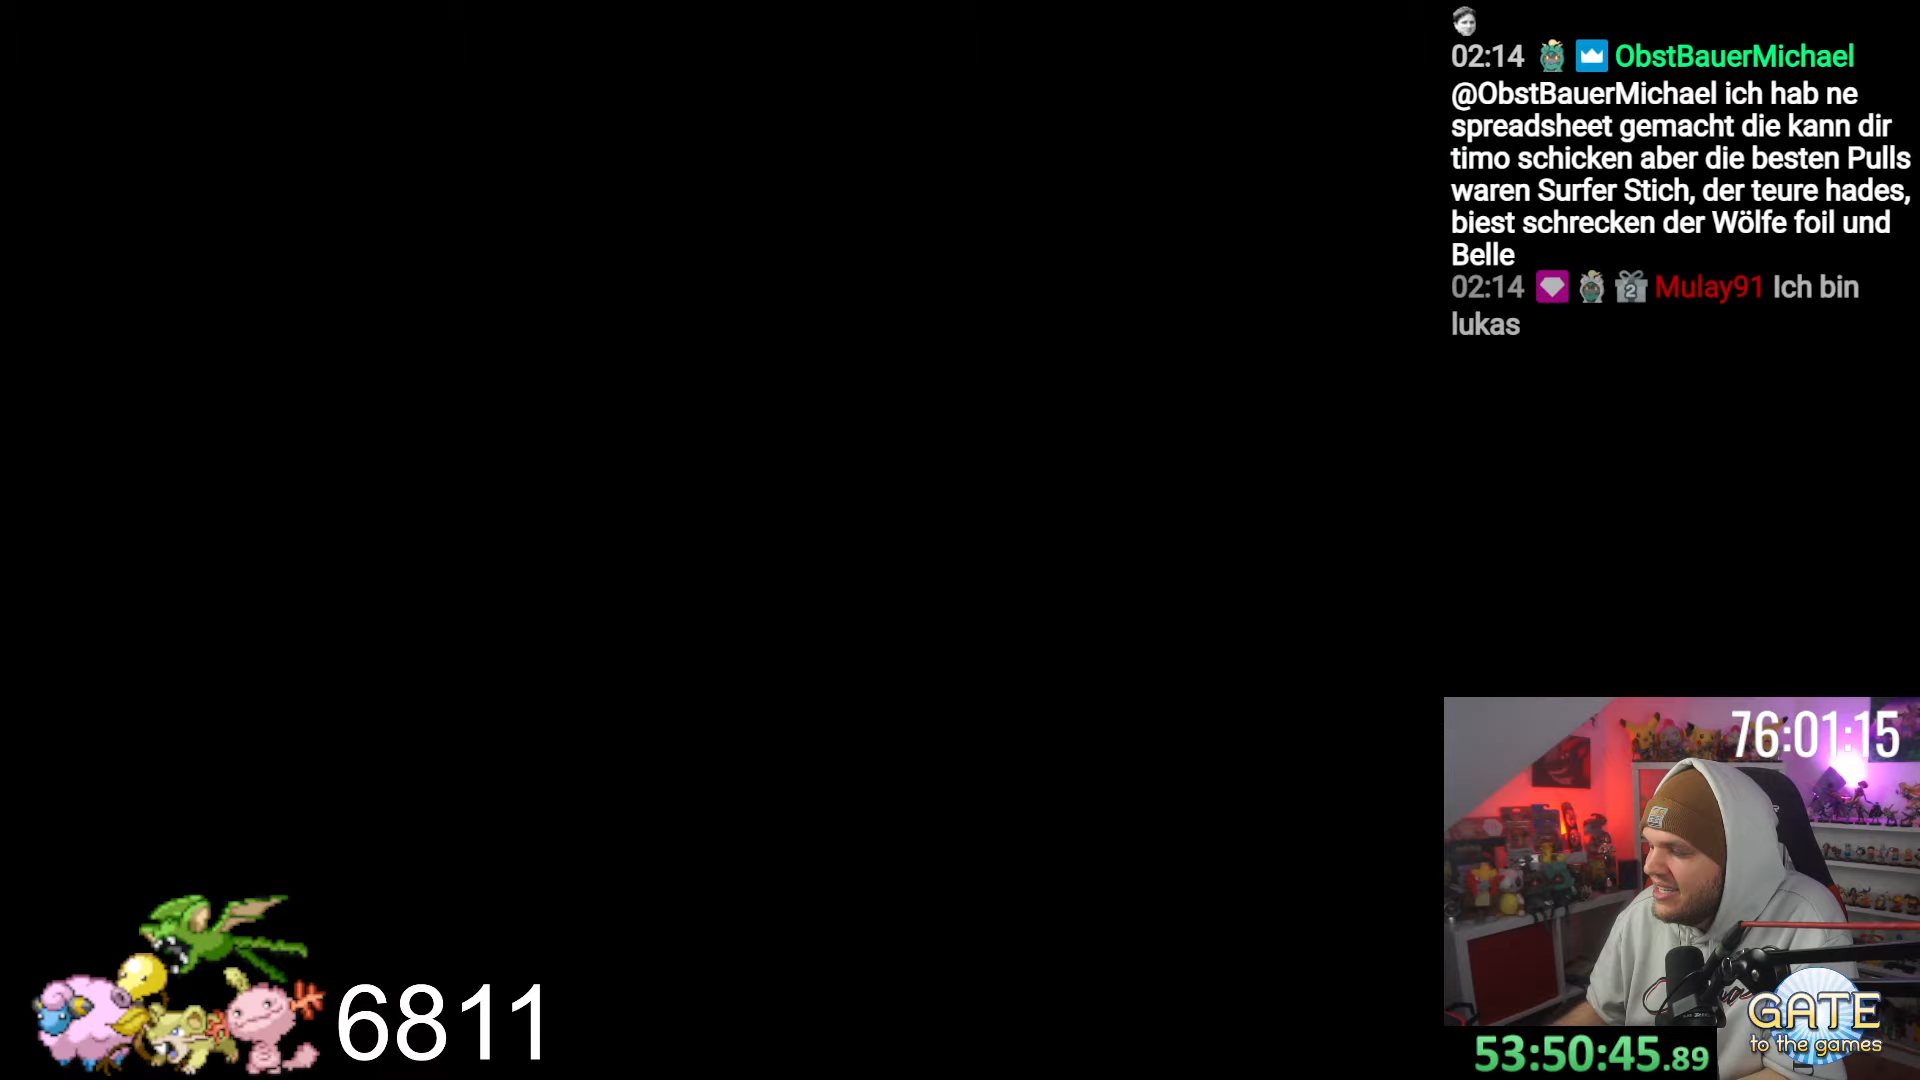 02:14 ObstBauerMichael
@ObstBauerMichael ich hab ne
spreadsheet gemacht die kann dir
timo schicken aber die besten Pulls
waren Surfer Stich, der teure hades,
biest schrecken der Wölfe foil und
Belle
02:14 2 Mulay91 Ich bin
lukas
76:01:15
6811
GATE
to the games
53:50:45.89